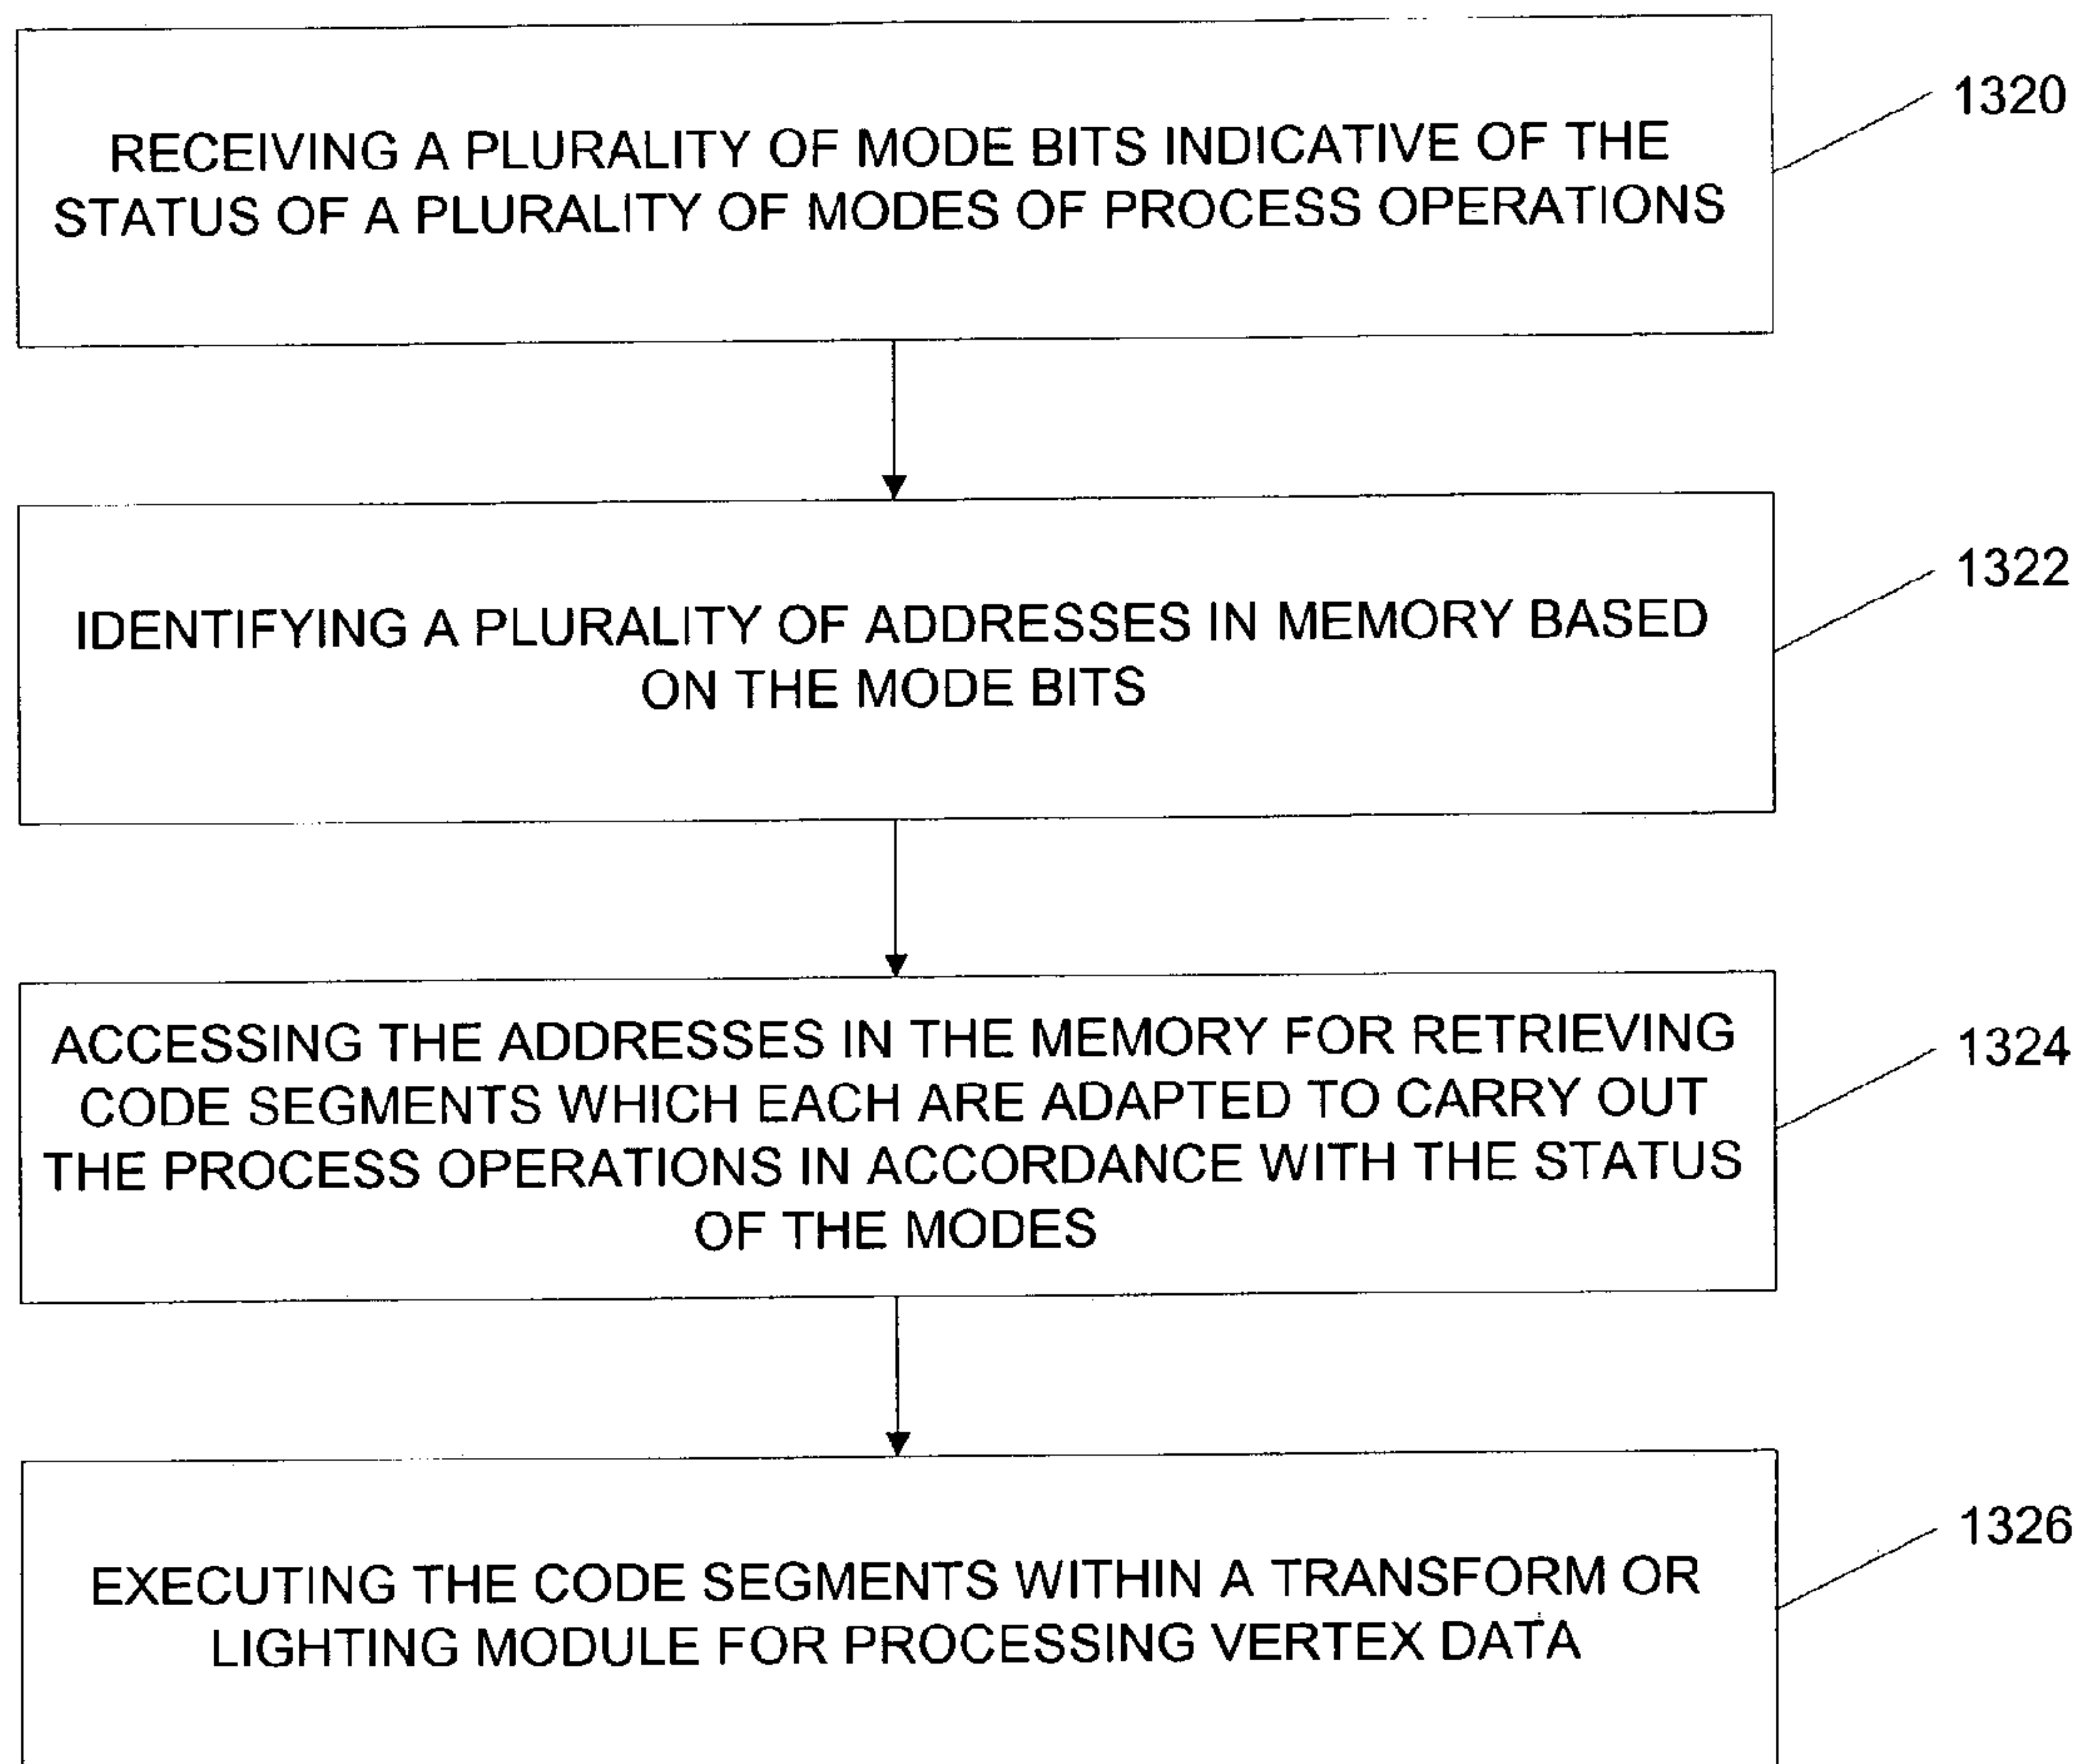 1320
RECEIVING A PLURALITY OF MODE BITS INDICATIVE OF THE
STATUS OF A PLURALITY OF MODES OF PROCESS OPERATIONS
1322
IDENTIFYING A PLURALITY OF ADDRESSES IN MEMORY BASED
ON THE MODE BITS
1324
ACCESSING THE ADDRESSES IN THE MEMORY FOR RETRIEVING
CODE SEGMENTS WHICH EACH ARE ADAPTED TO CARRY OUT
THE PROCESS OPERATIONS IN ACCORDANCE WITH THE STATUS
OF THE MODES
1326
EXECUTING THE CODE SEGMENTS WITHIN A TRANSFORM OR
LIGHTING MODULE FOR PROCESSING VERTEX DATA